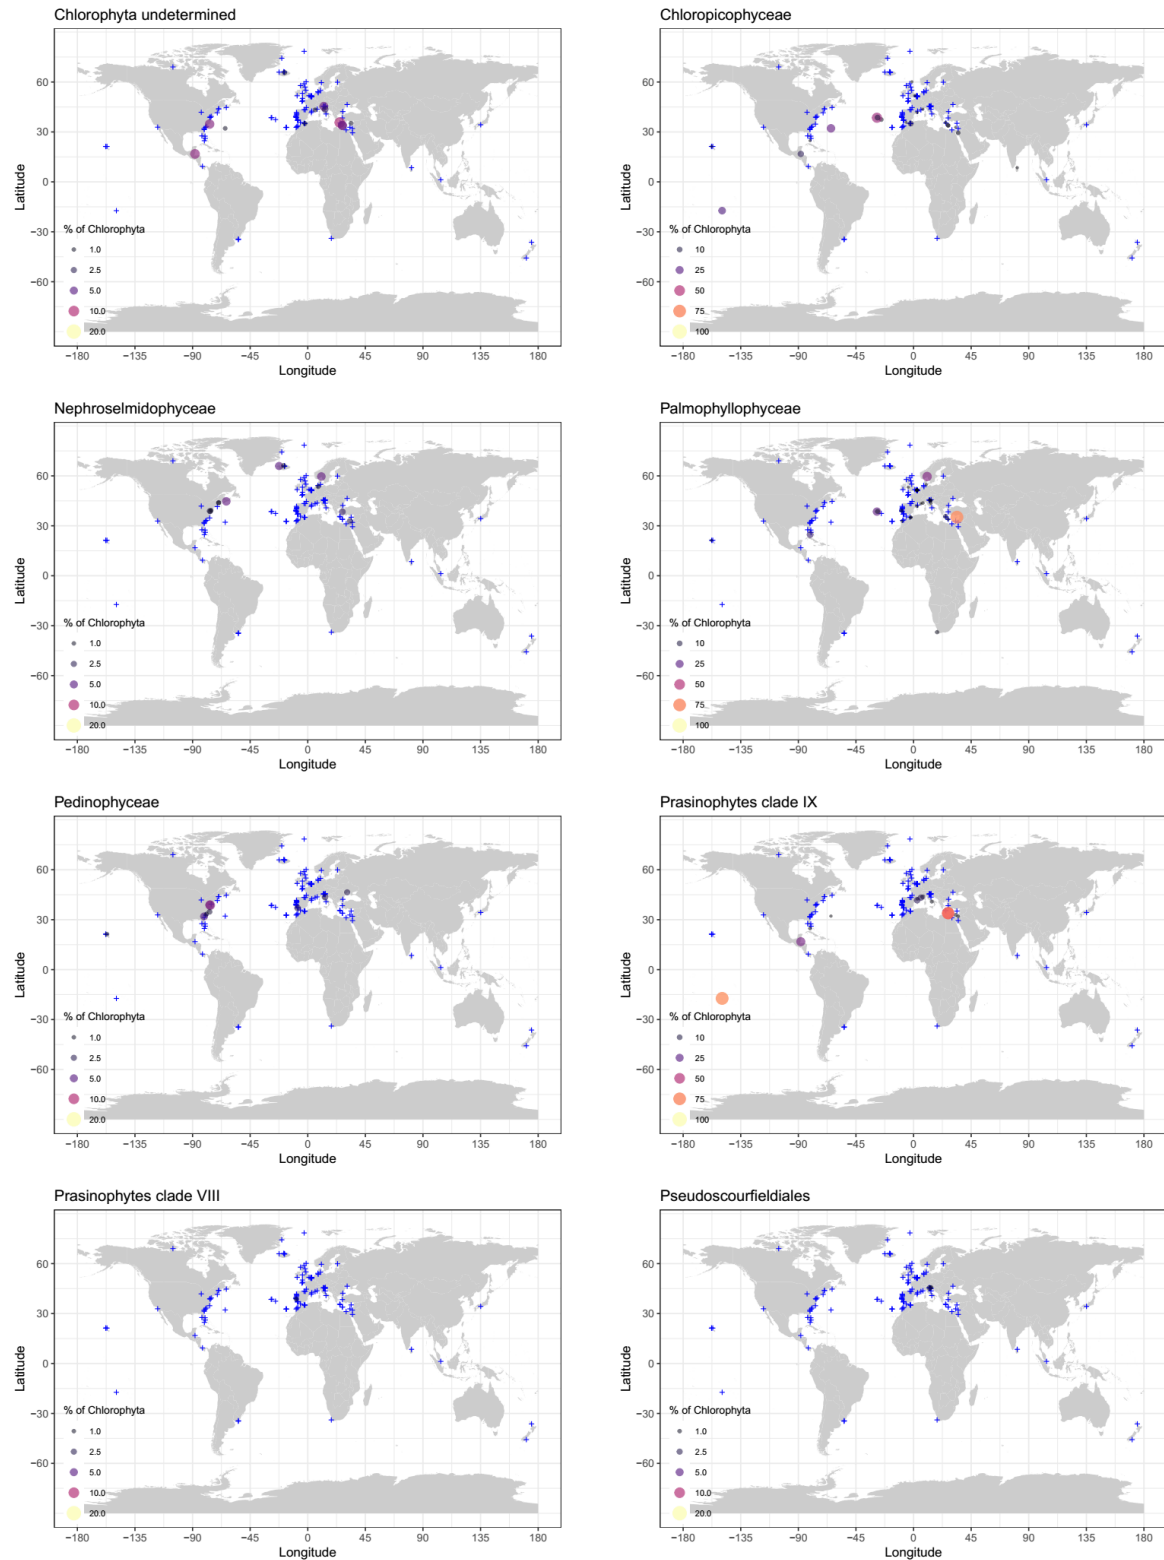 Chlorophyta undetermined
60
30
0
−30
−60
Latitude
% of Chlorophyta
1.0
2.5
5.0
10.0
20.0
−180 −135 −90 −45 0 45 90 135 180
Longitude
Chloropicophyceae
60
30
0
−30
−60
Latitude
% of Chlorophyta
10
25
50
75
100
−180 −135 −90 −45 0 45 90 135 180
Longitude
Nephroselmidophyceae
60
30
0
−30
−60
Latitude
% of Chlorophyta
1.0
2.5
5.0
10.0
20.0
−180 −135 −90 −45 0 45 90 135 180
Longitude
Palmophyllophyceae
60
30
0
−30
−60
Latitude
% of Chlorophyta
10
25
50
75
100
−180 −135 −90 −45 0 45 90 135 180
Longitude
Pedinophyceae
60
30
0
−30
−60
Latitude
% of Chlorophyta
1.0
2.5
5.0
10.0
20.0
−180 −135 −90 −45 0 45 90 135 180
Longitude
Prasinophytes clade IX
60
30
0
−30
−60
Latitude
% of Chlorophyta
10
25
50
75
100
−180 −135 −90 −45 0 45 90 135 180
Longitude
Prasinophytes clade VIII
60
30
0
−30
−60
Latitude
% of Chlorophyta
1.0
2.5
5.0
10.0
20.0
−180 −135 −90 −45 0 45 90 135 180
Longitude
Pseudoscourfieldiales
60
30
0
−30
−60
Latitude
% of Chlorophyta
1.0
2.5
5.0
10.0
20.0
−180 −135 −90 −45 0 45 90 135 180
Longitude